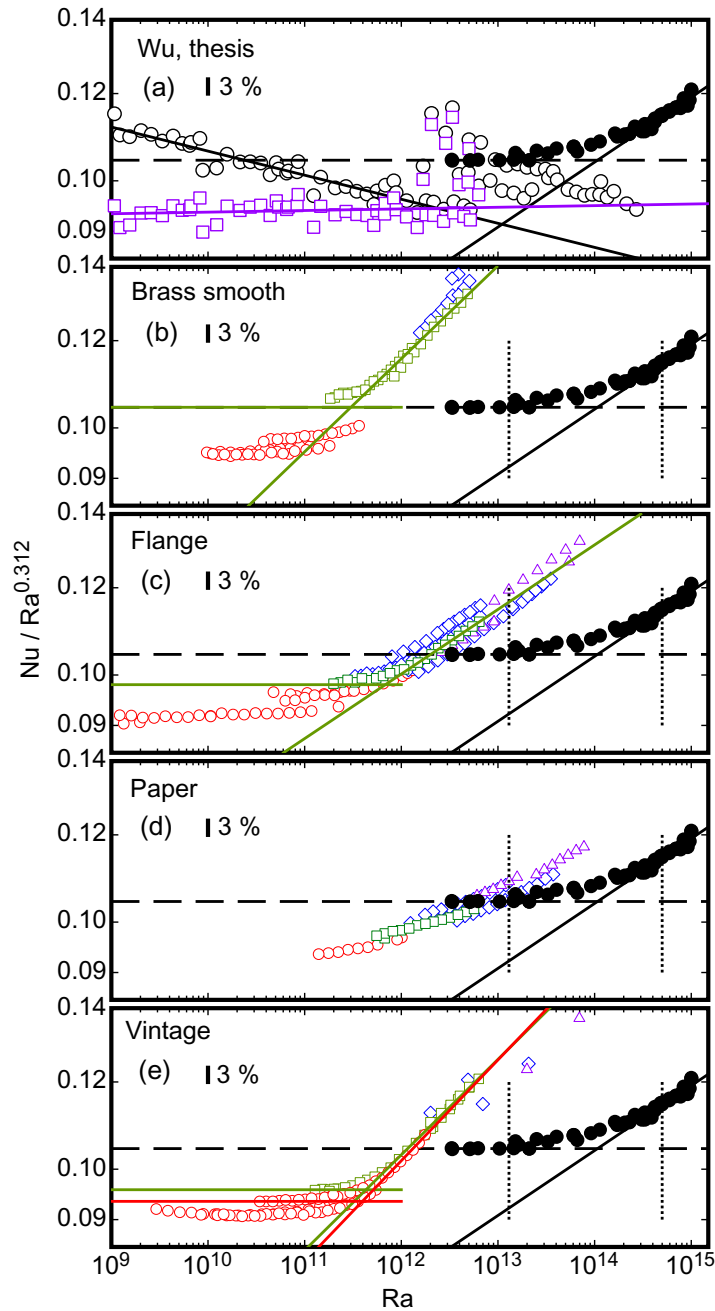 0.14
Wu, thesis
(a) 3 %
0.12
0.10
0.09
0.14
Brass smooth
(b) 3 %
0.12
0.10
0.09
0.14
Flange
(c) 3 %
0.12
0.10
0.09
Nu / Ra^0.312
0.14
Paper
(d) 3 %
0.12
0.10
0.09
0.14
Vintage
(e) 3 %
0.12
0.10
0.09
10^9 10^10 10^11 10^12 10^13 10^14 10^15
Ra